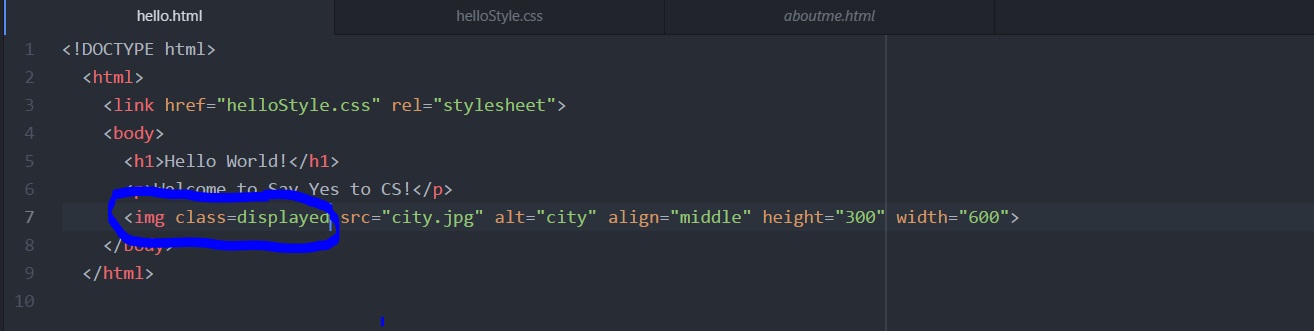 hello.html helloStyle.css aboutme.html
1 <!DOCTYPE html>
2 <html>
3 <link href="helloStyle.css" rel="stylesheet">
4 <body>
5 <h1>Hello World!</h1>
6 <p>Welcome to Say Yes to CS!</p>
7 <img class=displayed src="city.jpg" alt="city" align="middle" height="300" width="600">
8 </body>
9 </html>
10